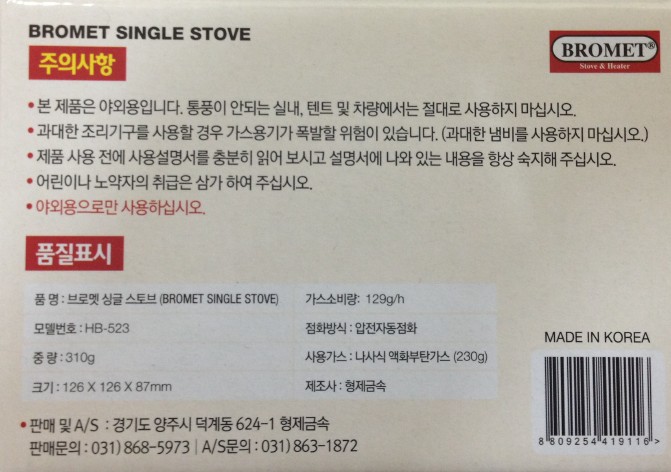 BROMET SINGLE STOVE
BROMET®
Stove & Heater
주의사항
• 본 제품은 야외용입니다. 통풍이 안되는 실내, 텐트 및 차량에서는 절대로 사용하지 마십시오.
• 과대한 조리기구를 사용할 경우 가스용기가 폭발할 위험이 있습니다. (과대한 냄비를 사용하지 마십시오.)
• 제품 사용 전에 사용설명서를 충분히 읽어 보시고 설명서에 나와 있는 내용을 항상 숙지해 주십시오.
• 어린이나 노약자의 취급은 삼가 하여 주십시오.
• 야외용으로만 사용하십시오.
품질표시
품 명 : 브로멧 싱글 스토브 (BROMET SINGLE STOVE) 가스소비량: 129g/h
모델번호 : HB-523 점화방식 : 압전자동점화
중 량 : 310g 사용가스 : 나사식 액화부탄가스 (230g)
크기 : 126 X 126 X 87mm 제조사 : 형제금속
MADE IN KOREA
8 809254 419116 >
• 판매 및 A/S : 경기도 양주시 덕계동 624-1 형제금속
판매문의 : 031) 868-5973 | A/S문의 : 031) 863-1872